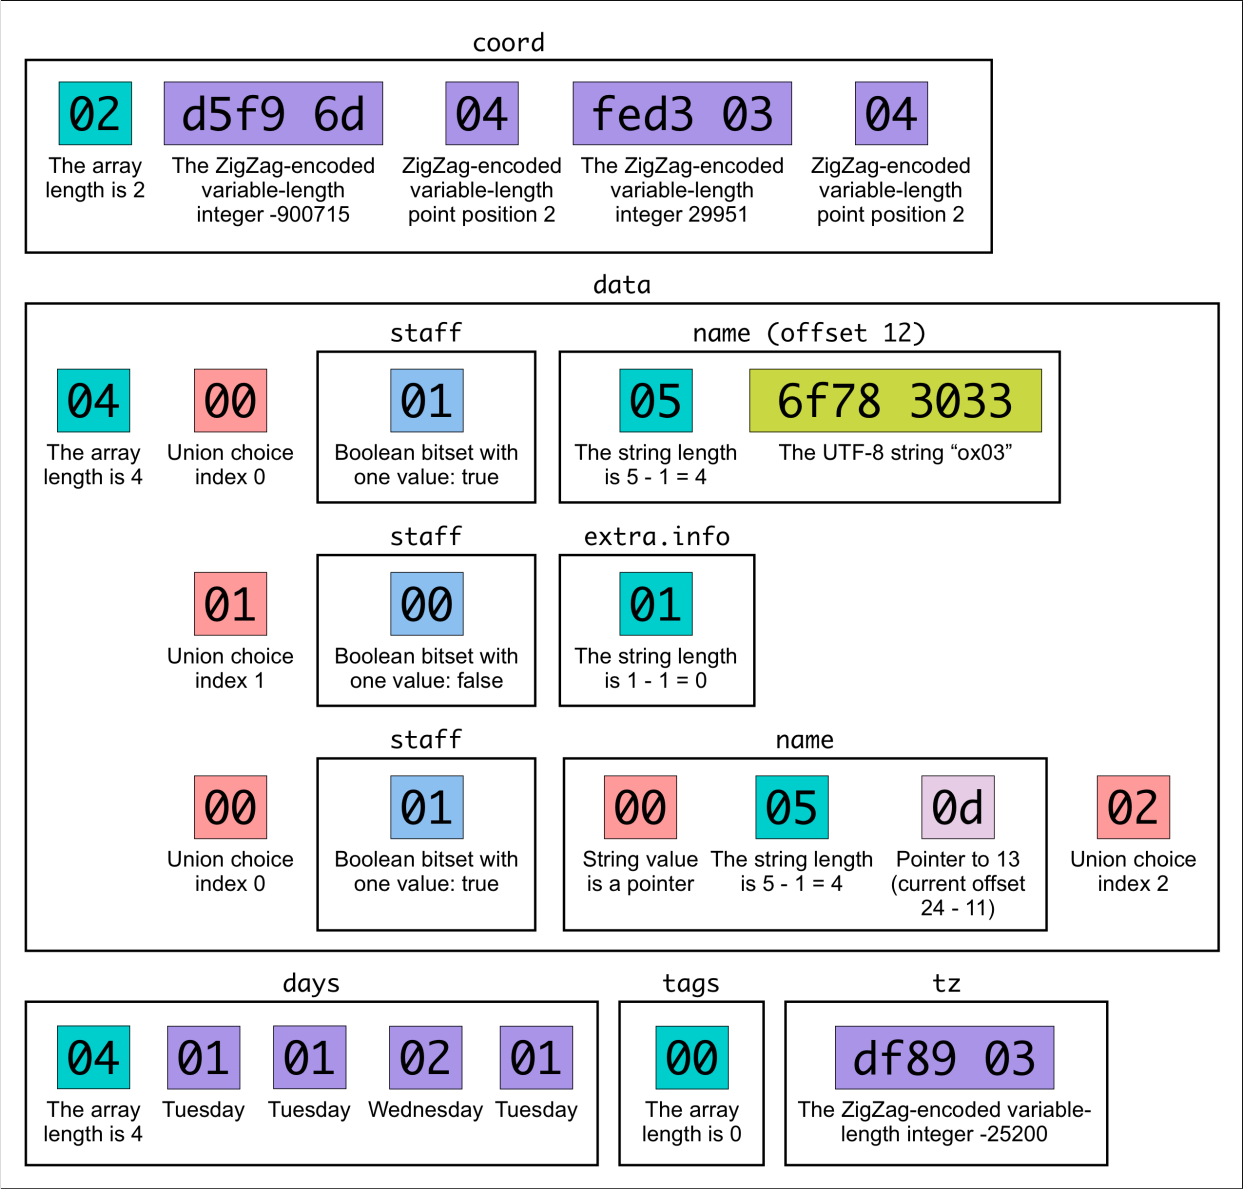 coord
02 d5f9 6d 04 fed3 03 04
The array The ZigZag-encoded ZigZag-encoded The ZigZag-encoded ZigZag-encoded
length is 2 variable-length variable-length variable-length variable-length
integer -900715 point position 2 integer 29951 point position 2
data
staff name (offset 12)
04 00 01 05 6f78 3033
The array Union choice Boolean bitset with The string length The UTF-8 string “ox03”
length is 4 index 0 one value: true is 5 - 1 = 4
staff extra.info
01 00 01
Union choice Boolean bitset with The string length
index 1 one value: false is 1 - 1 = 0
staff name
00 01 00 05 0d 02
Union choice Boolean bitset with String value The string length Pointer to 13 Union choice
index 0 one value: true is a pointer is 5 - 1 = 4 (current offset index 2
24 - 11)
days tags tz
04 01 01 02 01 00 df89 03
The array Tuesday Tuesday Wednesday Tuesday The array The ZigZag-encoded variable-
length is 4 length is 0 length integer -25200